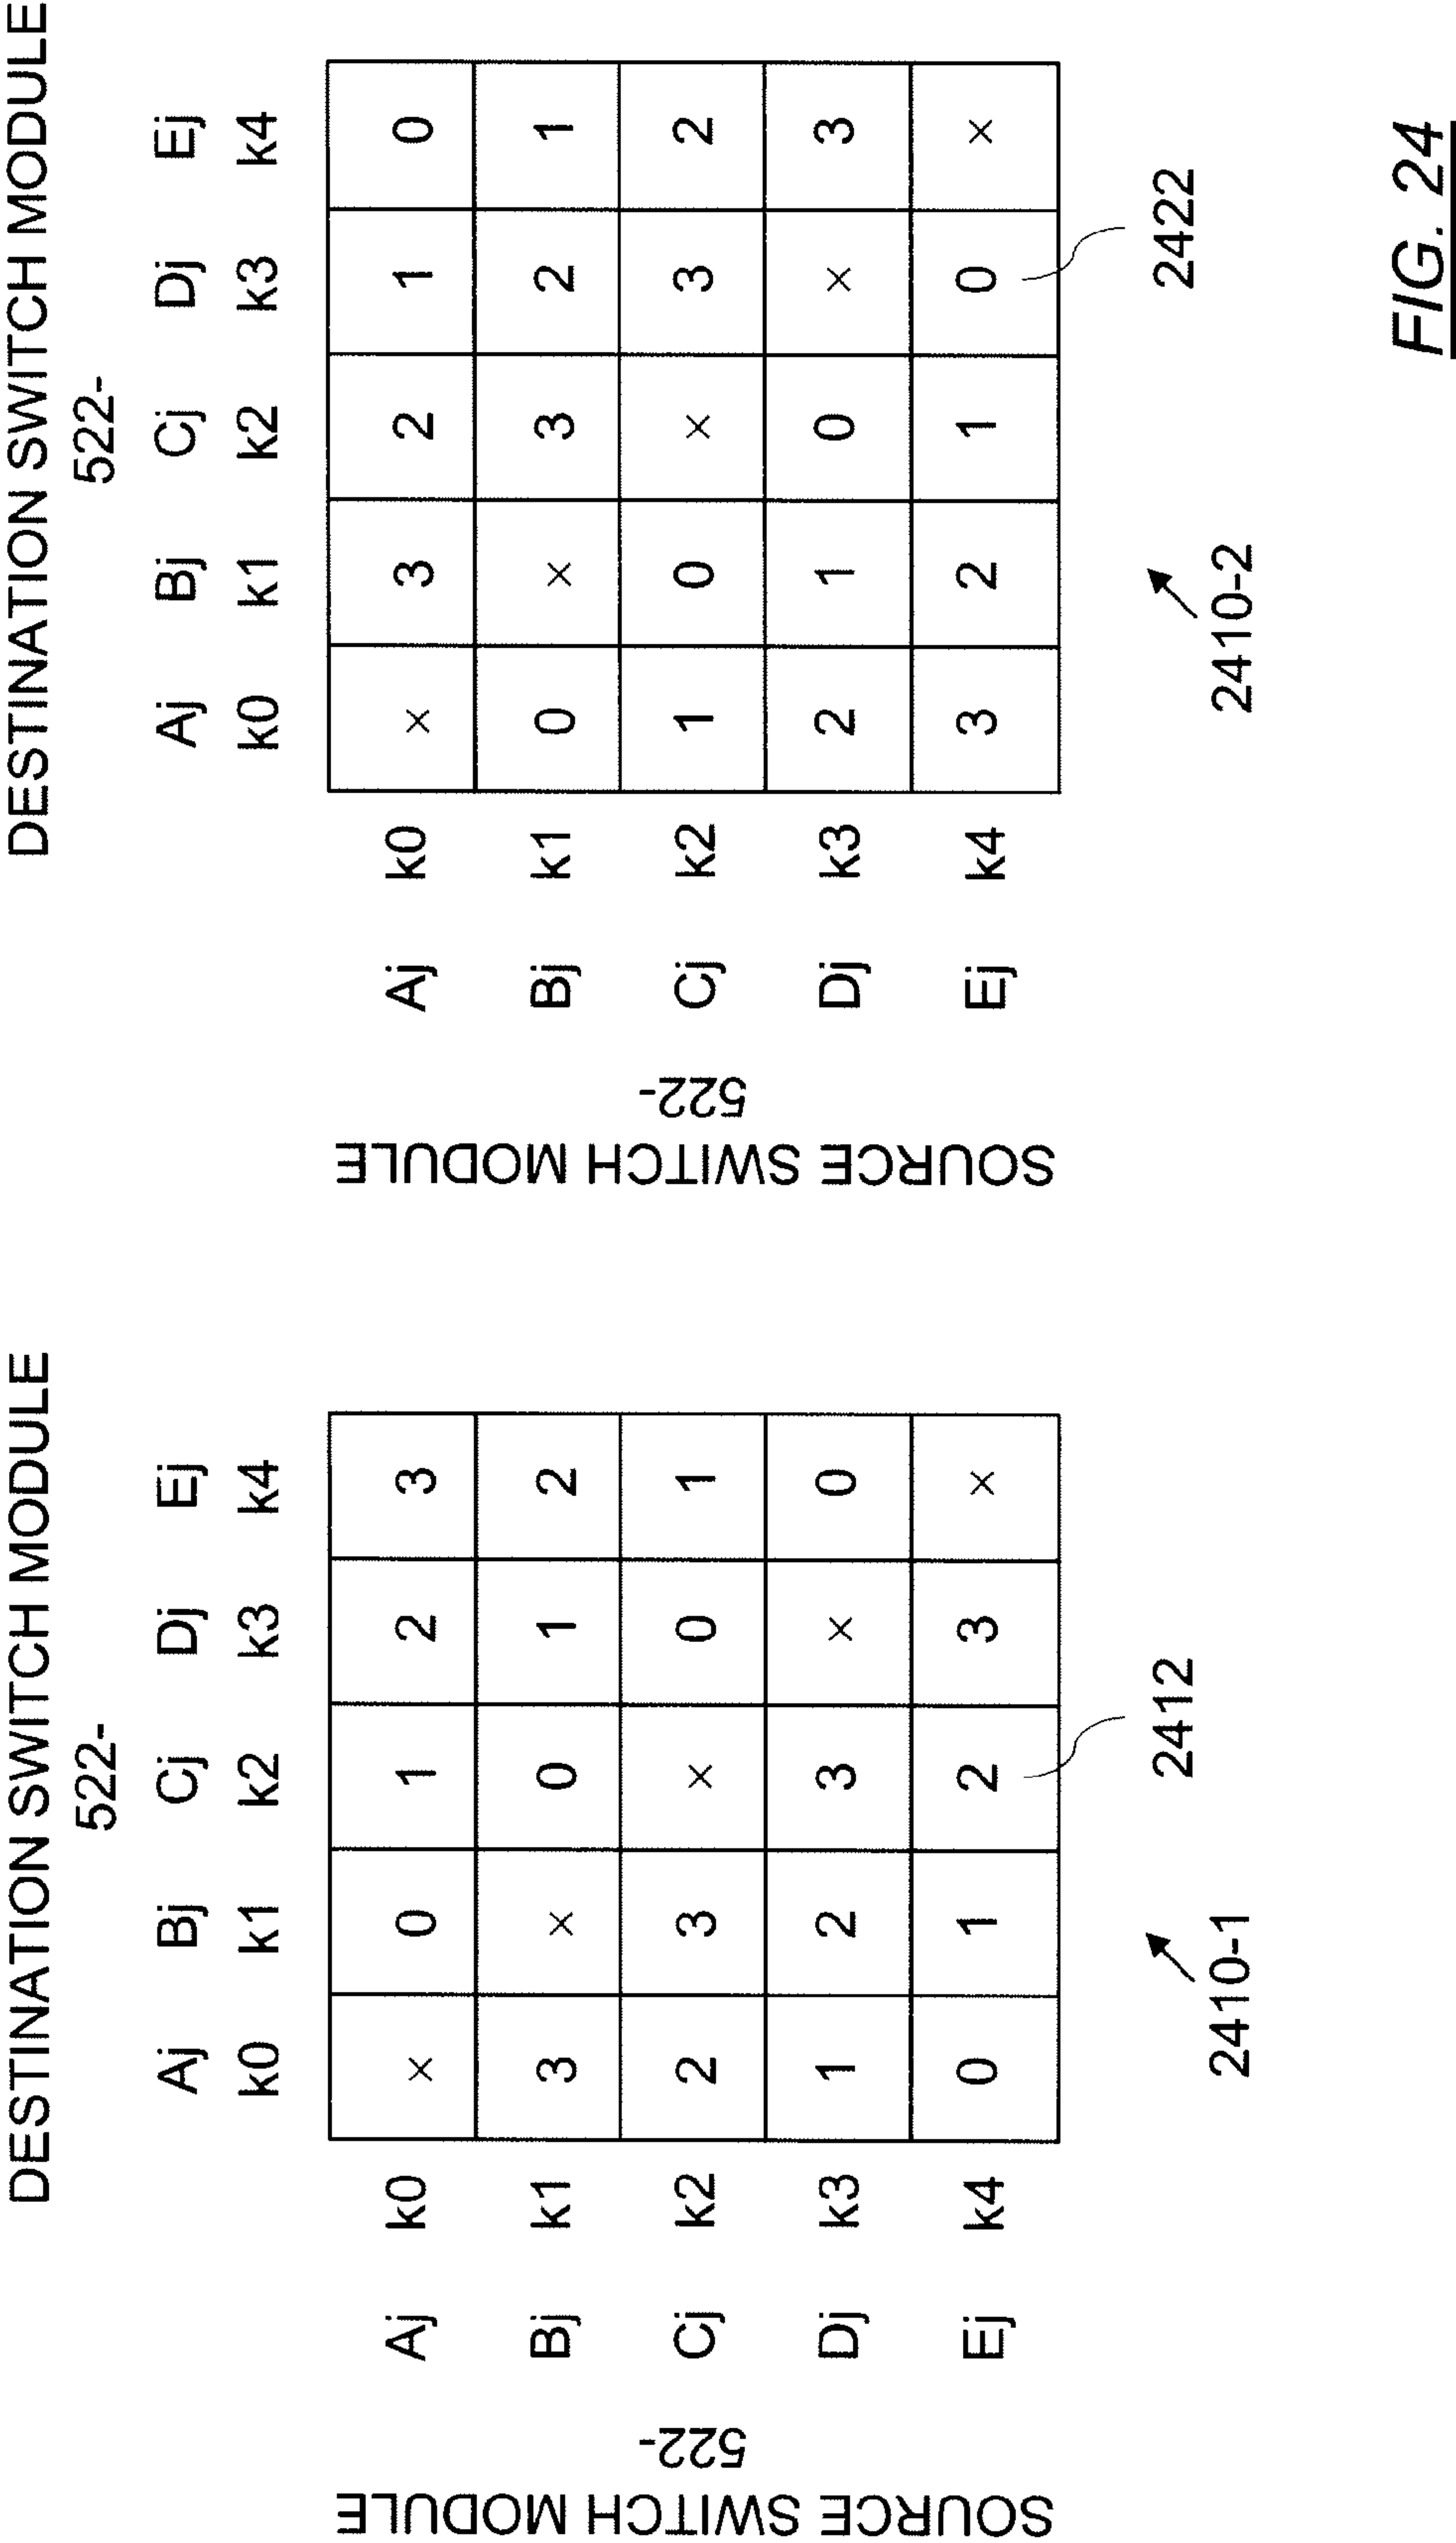 DESTINATION SWITCH MODULE
522-
Aj Bj Cj Dj Ej
k0 k1 k2 k3 k4
SOURCE SWITCH MODULE
522-
Aj k0 × 0 1 2 3
Bj k1 3 × 0 1 2
Cj k2 2 3 × 0 1
Dj k3 1 2 3 × 0
Ej k4 0 1 2 3 ×
2410-1
2412
DESTINATION SWITCH MODULE
522-
Aj Bj Cj Dj Ej
k0 k1 k2 k3 k4
SOURCE SWITCH MODULE
522-
Aj k0 × 3 2 1 0
Bj k1 0 × 3 2 1
Cj k2 1 0 × 3 2
Dj k3 2 1 0 × 3
Ej k4 3 2 1 0 ×
2410-2
2422
FIG. 24